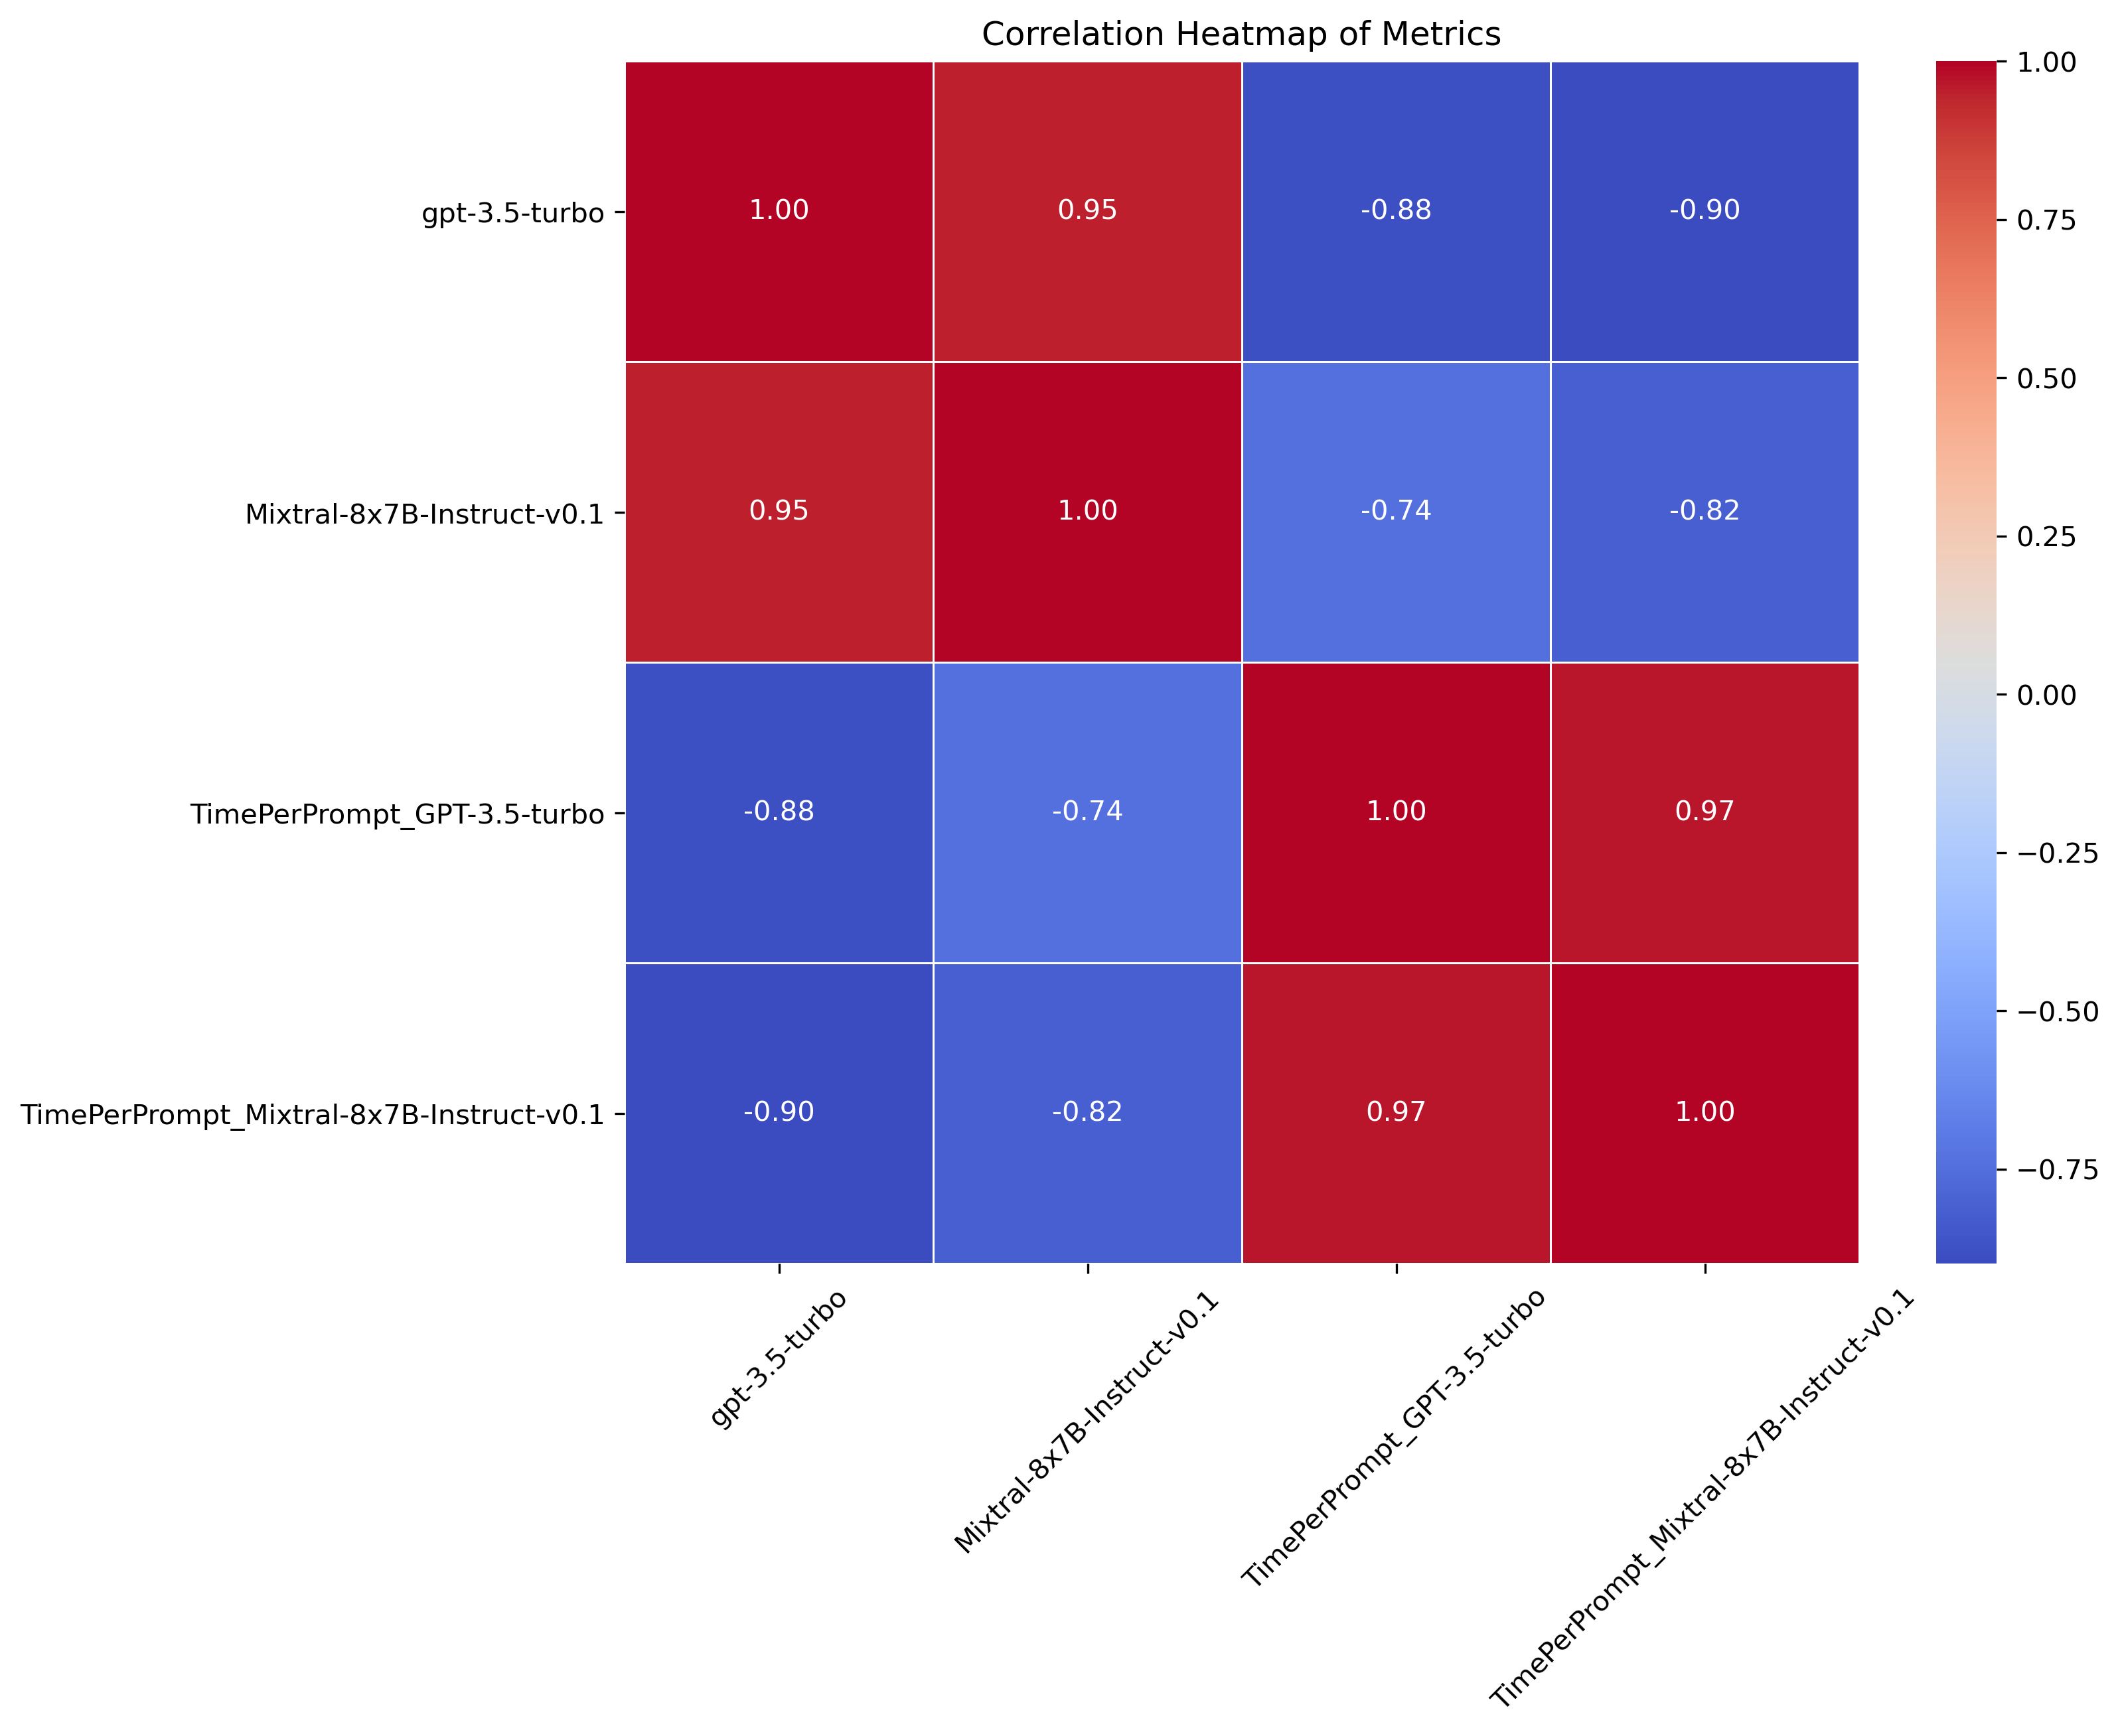 Correlation Heatmap of Metrics
gpt-3.5-turbo
1.00 0.95 -0.88 -0.90
Mixtral-8x7B-Instruct-v0.1
0.95 1.00 -0.74 -0.82
TimePerPrompt_GPT-3.5-turbo
-0.88 -0.74 1.00 0.97
TimePerPrompt_Mixtral-8x7B-Instruct-v0.1
-0.90 -0.82 0.97 1.00
gpt-3.5-turbo
Mixtral-8x7B-Instruct-v0.1
TimePerPrompt_GPT-3.5-turbo
TimePerPrompt_Mixtral-8x7B-Instruct-v0.1
1.00
0.75
0.50
0.25
0.00
−0.25
−0.50
−0.75